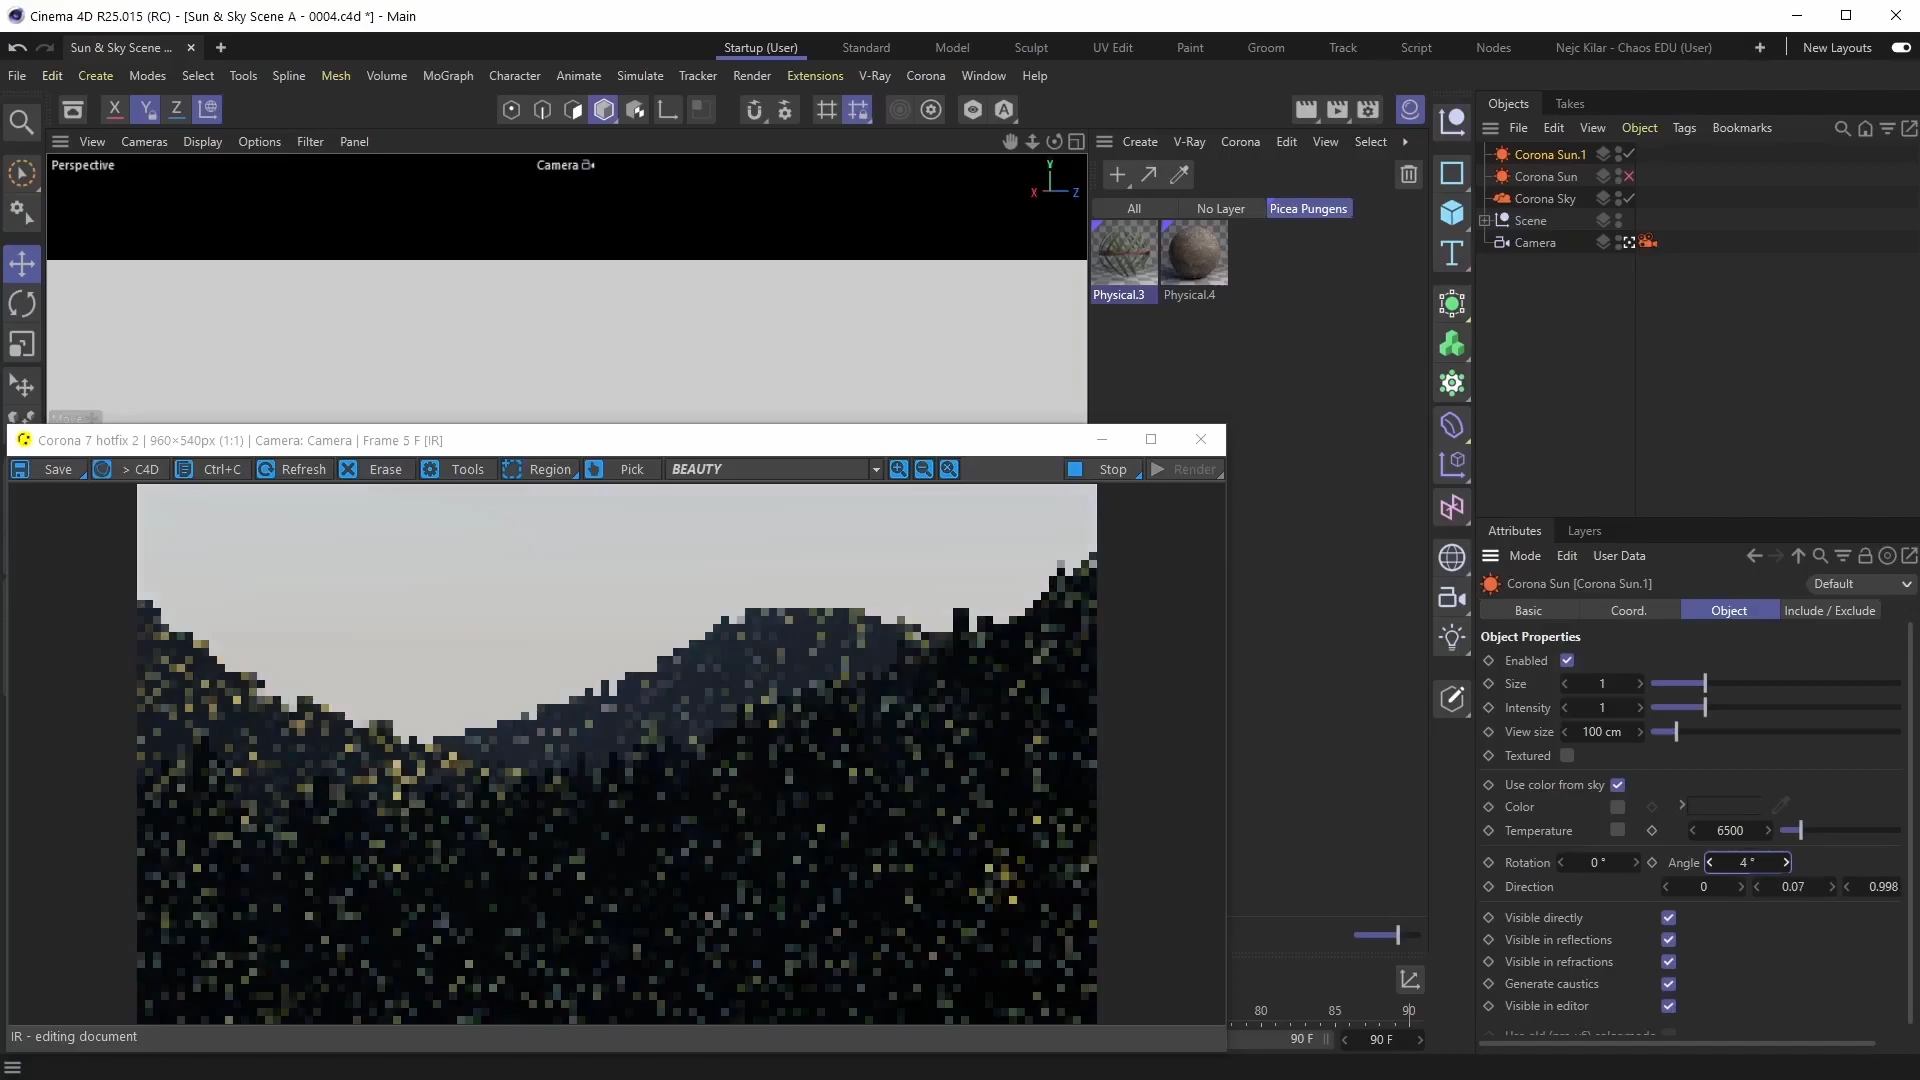 Cinema 4D R25.015 (RC) - [Sun & Sky Scene A - 0004.c4d *] - Main
Sun & Sky Scene ...
Startup (User) Standard Model Sculpt UV Edit Paint Groom Track Script Nodes Nejc Kilar - Chaos EDU (User) New Layouts
File Edit Create Modes Select Tools Spline Mesh Volume MoGraph Character Animate Simulate Tracker Render Extensions V-Ray Corona Window Help
X Y Z
View Cameras Display Options Filter Panel
Perspective
Camera
Y
X Z
Create V-Ray Corona Edit View Select
All No Layer Picea Pungens
Physical.3 Physical.4
Objects Takes
File Edit View Object Tags Bookmarks
Corona Sun.1
Corona Sun
Corona Sky
Scene
Camera
Corona 7 hotfix 2 | 960×540px (1:1) | Camera: Camera | Frame 5 F [IR]
Save > C4D Ctrl+C Refresh Erase Tools Region Pick BEAUTY Stop Render
IR - editing document
80 85 90
90 F 90 F
Attributes Layers
Mode Edit User Data
Corona Sun [Corona Sun.1] Default
Basic Coord. Object Include / Exclude
Object Properties
Enabled
Size 1
Intensity 1
View size 100 cm
Textured
Use color from sky
Color
Temperature 6500
Rotation 0 ° Angle 4 °
Direction 0 0.07 0.998
Visible directly
Visible in reflections
Visible in refractions
Generate caustics
Visible in editor